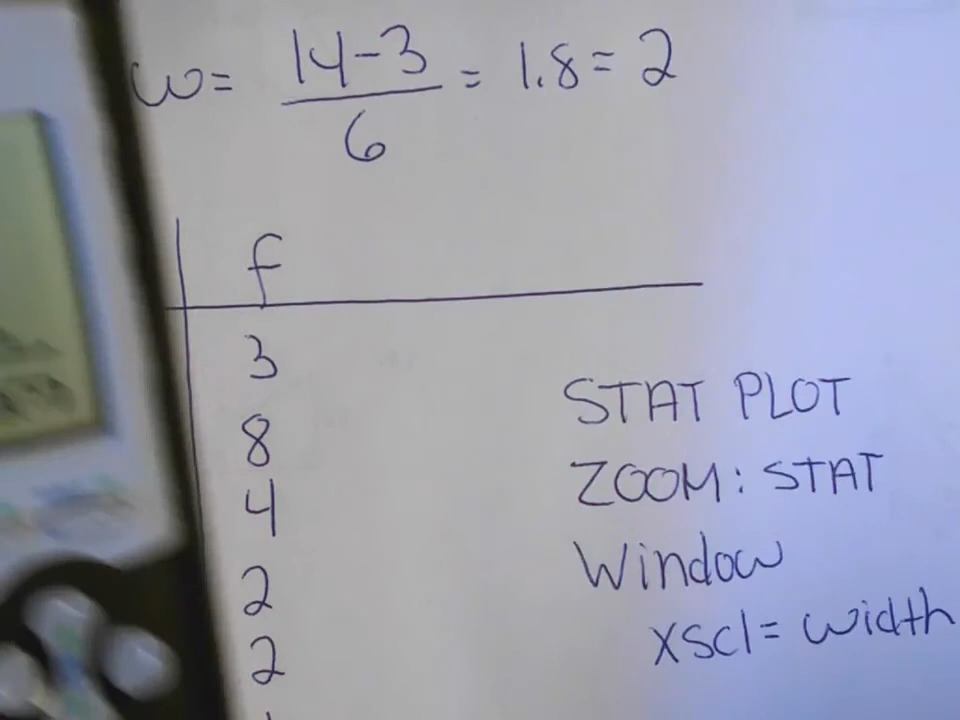 w = 14-3 / 6 = 1.8 = 2
f
3
8
4
2
2
STAT PLOT
ZOOM: STAT
Window
xscl = width